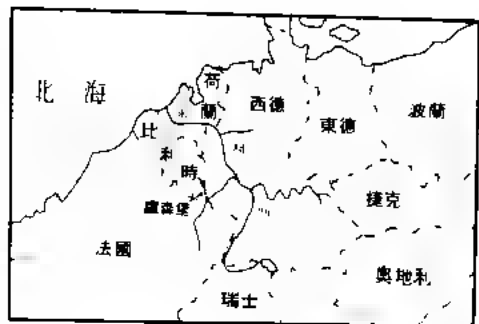 北海
荷蘭
西德
東德
波蘭
比利時
盧森堡
捷克
法國
奧地利
瑞士